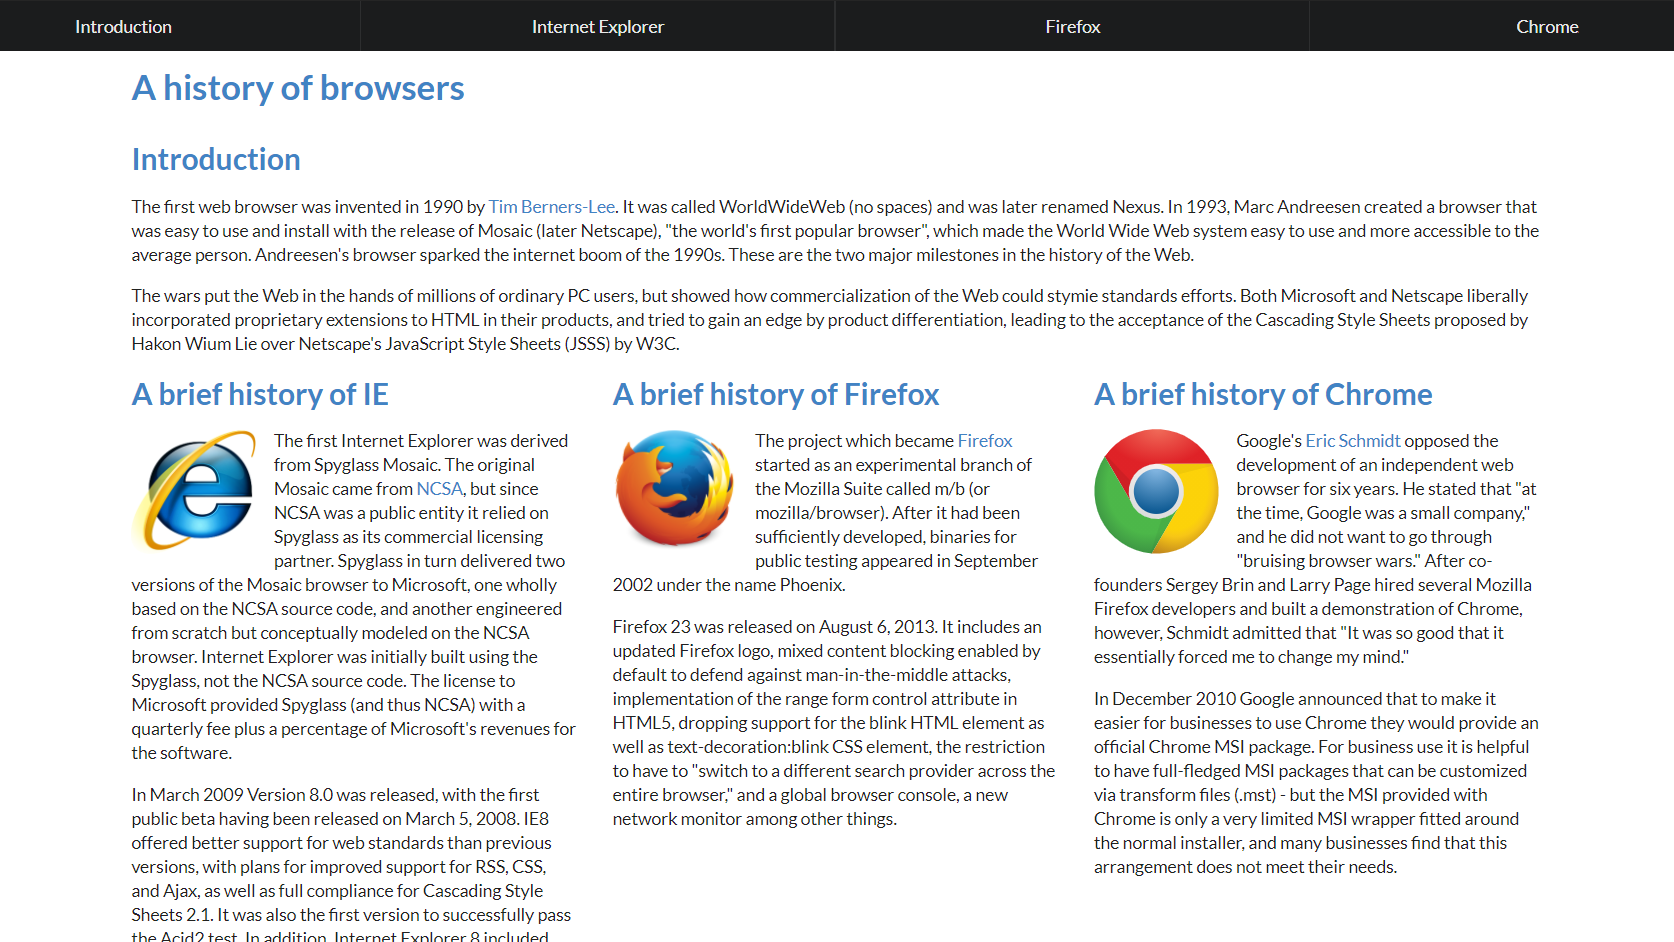 Introduction
Internet Explorer
Firefox
Chrome
A history of browsers
Introduction
The first web browser was invented in 1990 by Tim Berners-Lee. It was called WorldWideWeb (no spaces) and was later renamed Nexus. In 1993, Marc Andreesen created a browser that
was easy to use and install with the release of Mosaic (later Netscape), "the world's first popular browser", which made the World Wide Web system easy to use and more accessible to the
average person. Andreesen's browser sparked the internet boom of the 1990s. These are the two major milestones in the history of the Web.
The wars put the Web in the hands of millions of ordinary PC users, but showed how commercialization of the Web could stymie standards efforts. Both Microsoft and Netscape liberally
incorporated proprietary extensions to HTML in their products, and tried to gain an edge by product differentiation, leading to the acceptance of the Cascading Style Sheets proposed by
Hakon Wium Lie over Netscape's JavaScript Style Sheets (JSSS) by W3C.
A brief history of IE
The first Internet Explorer was derived
from Spyglass Mosaic. The original
Mosaic came from NCSA, but since
NCSA was a public entity it relied on
Spyglass as its commercial licensing
partner. Spyglass in turn delivered two
versions of the Mosaic browser to Microsoft, one wholly
based on the NCSA source code, and another engineered
from scratch but conceptually modeled on the NCSA
browser. Internet Explorer was initially built using the
Spyglass, not the NCSA source code. The license to
Microsoft provided Spyglass (and thus NCSA) with a
quarterly fee plus a percentage of Microsoft's revenues for
the software.
In March 2009 Version 8.0 was released, with the first
public beta having been released on March 5, 2008. IE8
offered better support for web standards than previous
versions, with plans for improved support for RSS, CSS,
and Ajax, as well as full compliance for Cascading Style
Sheets 2.1. It was also the first version to successfully pass
the Acid2 test. In addition, Internet Explorer 8 included
A brief history of Firefox
The project which became Firefox
started as an experimental branch of
the Mozilla Suite called m/b (or
mozilla/browser). After it had been
sufficiently developed, binaries for
public testing appeared in September
2002 under the name Phoenix.
Firefox 23 was released on August 6, 2013. It includes an
updated Firefox logo, mixed content blocking enabled by
default to defend against man-in-the-middle attacks,
implementation of the range form control attribute in
HTML5, dropping support for the blink HTML element as
well as text-decoration:blink CSS element, the restriction
to have to "switch to a different search provider across the
entire browser," and a global browser console, a new
network monitor among other things.
A brief history of Chrome
Google's Eric Schmidt opposed the
development of an independent web
browser for six years. He stated that "at
the time, Google was a small company,"
and he did not want to go through
"bruising browser wars." After co-
founders Sergey Brin and Larry Page hired several Mozilla
Firefox developers and built a demonstration of Chrome,
however, Schmidt admitted that "It was so good that it
essentially forced me to change my mind."
In December 2010 Google announced that to make it
easier for businesses to use Chrome they would provide an
official Chrome MSI package. For business use it is helpful
to have full-fledged MSI packages that can be customized
via transform files (.mst) - but the MSI provided with
Chrome is only a very limited MSI wrapper fitted around
the normal installer, and many businesses find that this
arrangement does not meet their needs.